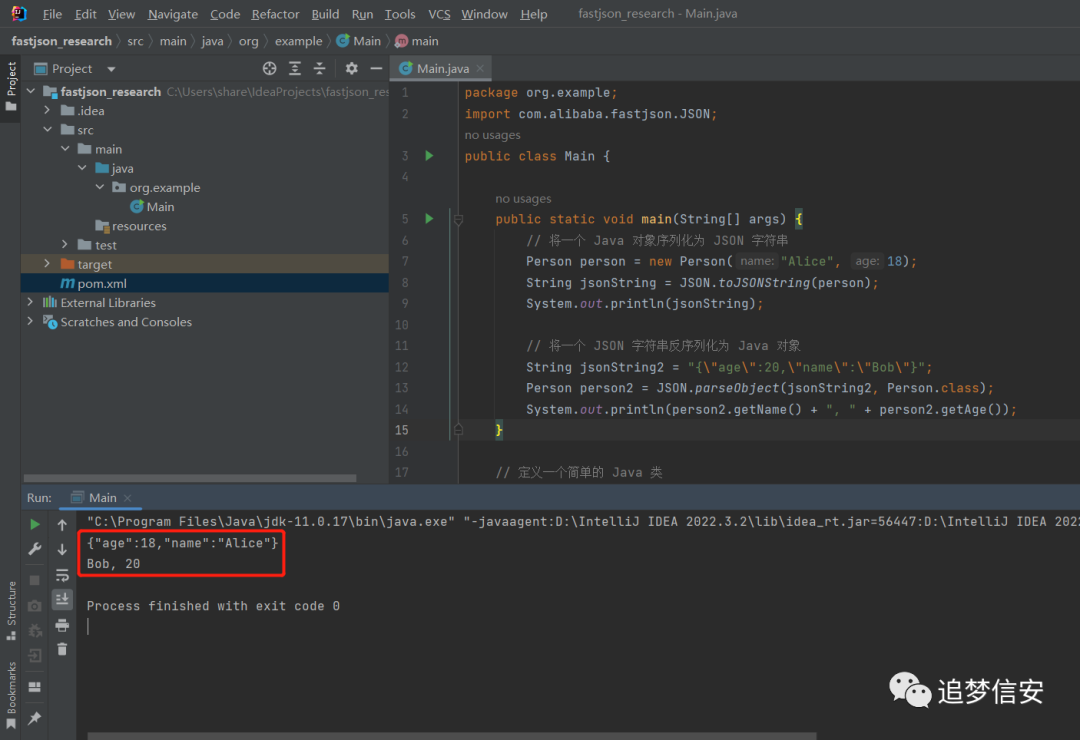 File Edit View Navigate Code Refactor Build Run Tools VCS Window Help fastjson_research - Main.java
fastjson_research src main java org example Main main
Project
Project
Main.java
fastjson_research C:\Users\share\IdeaProjects\fastjson_res
.idea
src
main
java
org.example
Main
resources
test
target
pom.xml
External Libraries
Scratches and Consoles
1 package org.example;
2 import com.alibaba.fastjson.JSON;
no usages
3 public class Main {
4
no usages
5 public static void main(String[] args) {
6 // 将一个 Java 对象序列化为 JSON 字符串
7 Person person = new Person( name: "Alice", age: 18);
8 String jsonString = JSON.toJSONString(person);
9 System.out.println(jsonString);
10
11 // 将一个 JSON 字符串反序列化为 Java 对象
12 String jsonString2 = "{\"age\":20,\"name\":\"Bob\"}";
13 Person person2 = JSON.parseObject(jsonString2, Person.class);
14 System.out.println(person2.getName() + ", " + person2.getAge());
15 }
16
17 // 定义一个简单的 Java 类
Run: Main
"C:\Program Files\Java\jdk-11.0.17\bin\java.exe" "-javaagent:D:\IntelliJ IDEA 2022.3.2\lib\idea_rt.jar=56447:D:\IntelliJ IDEA 2022
{"age":18,"name":"Alice"}
Bob, 20
Process finished with exit code 0
Structure
Bookmarks
追梦信安